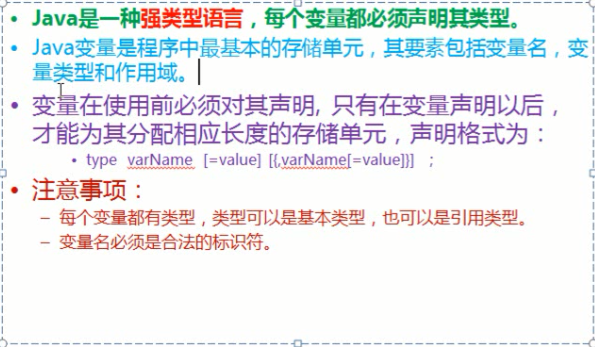 • Java是一种强类型语言，每个变量都必须声明其类型。
• Java变量是程序中最基本的存储单元，其要素包括变量名，变
量类型和作用域。
• 变量在使用前必须对其声明, 只有在变量声明以后，
才能为其分配相应长度的存储单元，声明格式为：
• type varName [=value] [{,varName[=value]}] ;
• 注意事项：
– 每个变量都有类型，类型可以是基本类型，也可以是引用类型。
– 变量名必须是合法的标识符。